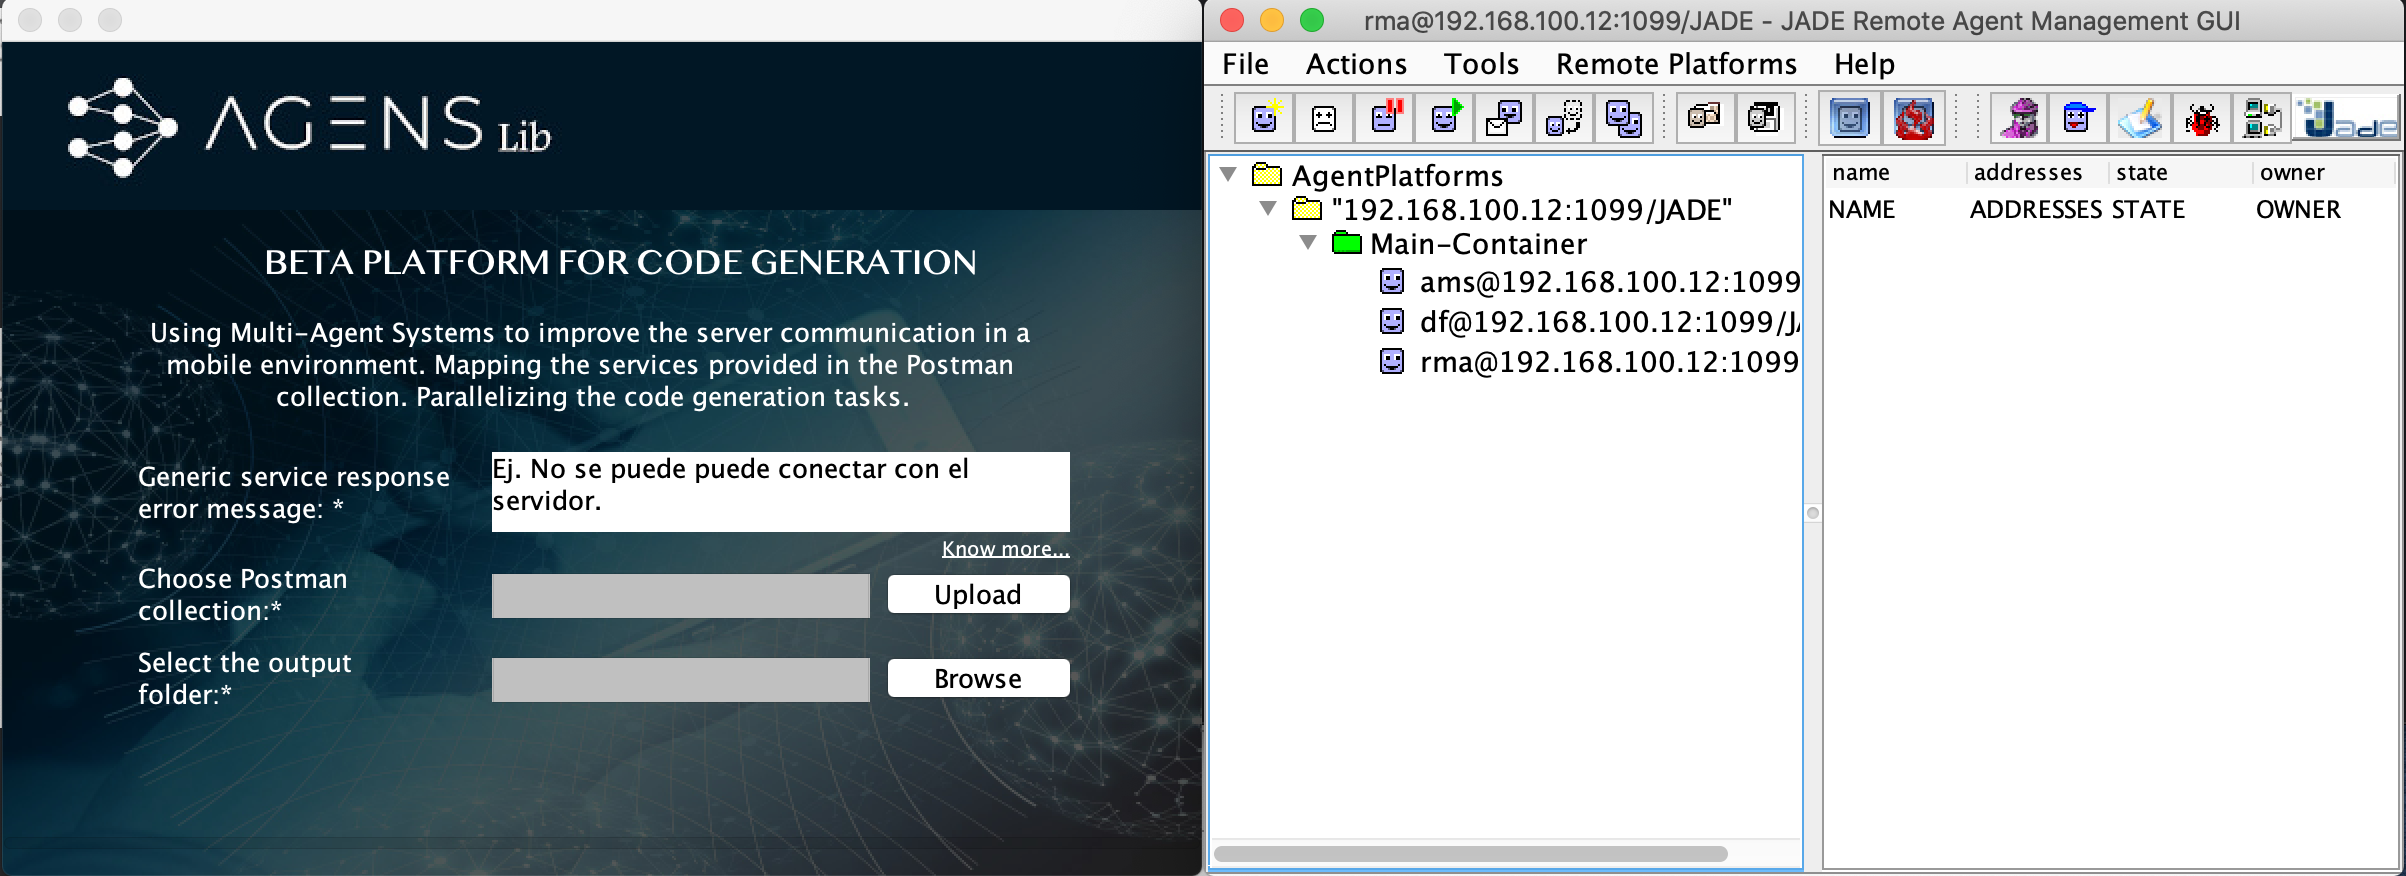 AGENS Lib
BETA PLATFORM FOR CODE GENERATION
Using Multi-Agent Systems to improve the server communication in a
mobile environment. Mapping the services provided in the Postman
collection. Parallelizing the code generation tasks.
Generic service response
error message: *
Ej. No se puede puede conectar con el
servidor.
Know more...
Choose Postman
collection:*
Upload
Select the output
folder:*
Browse
rma@192.168.100.12:1099/JADE - JADE Remote Agent Management GUI
File Actions Tools Remote Platforms Help
Jade
AgentPlatforms
"192.168.100.12:1099/JADE"
Main-Container
ams@192.168.100.12:1099
df@192.168.100.12:1099/J
rma@192.168.100.12:1099
name addresses state owner
NAME ADDRESSES STATE OWNER